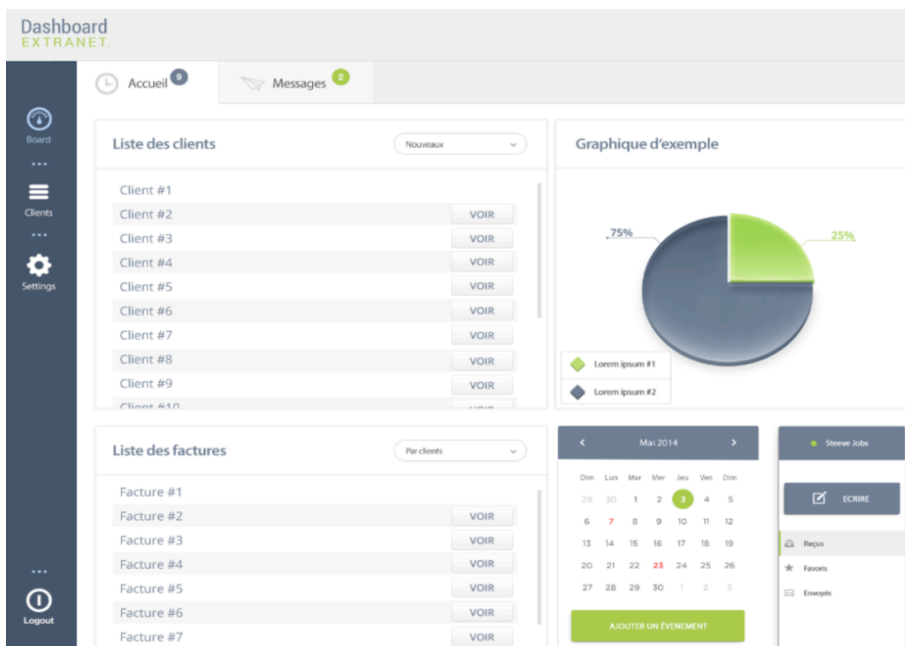 Dashboard
EXTRANET.
Accueil 9
Messages 2
Board
Clients
Settings
Logout
Liste des clients
Nouveaux
Client #1
Client #2 VOIR
Client #3 VOIR
Client #4 VOIR
Client #5 VOIR
Client #6 VOIR
Client #7 VOIR
Client #8 VOIR
Client #9 VOIR
Client #10 VOIR
Graphique d'exemple
75%
25%
Lorem ipsum #1
Lorem ipsum #2
Liste des factures
Par clients
Facture #1
Facture #2 VOIR
Facture #3 VOIR
Facture #4 VOIR
Facture #5 VOIR
Facture #6 VOIR
Facture #7 VOIR
Mai 2014
Dim Lun Mar Mer Jeu Ven Dim
29 30 1 2 3 4 5
6 7 8 9 10 11 12
13 14 15 16 17 18 19
20 21 22 23 24 25 26
27 28 29 30 1 2 3
AJOUTER UN ÉVENEMENT
Steeve Jobs
ECRIRE
Reçus
Favoris
Envoyés